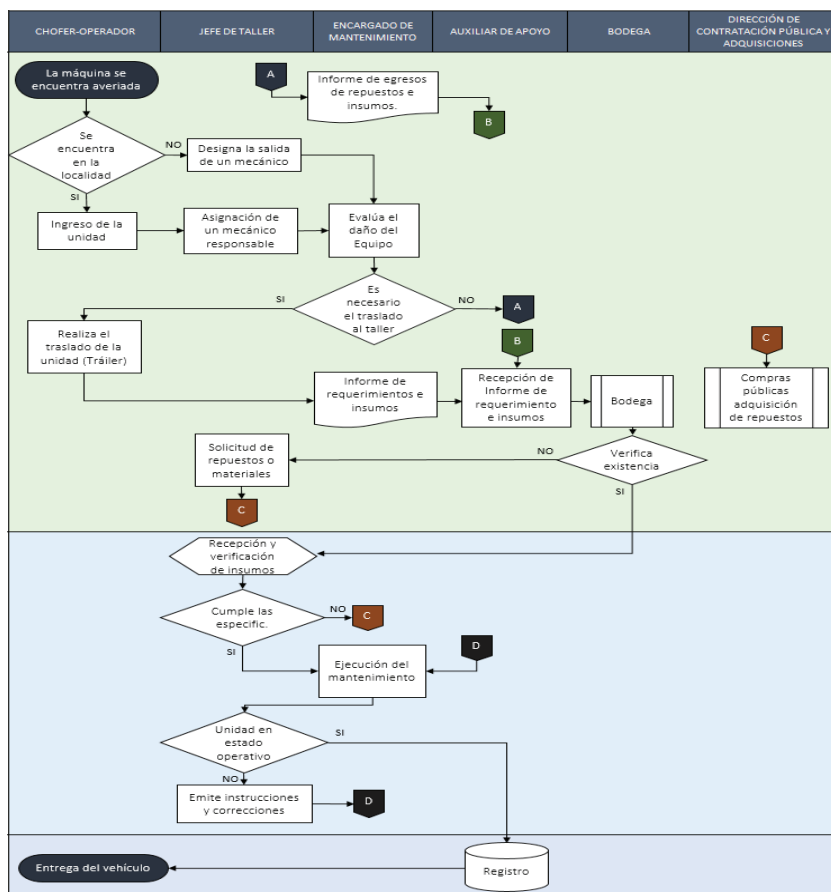 CHOFER-OPERADOR
JEFE DE TALLER
ENCARGADO DE
MANTENIMIENTO
AUXILIAR DE APOYO
BODEGA
DIRECCIÓN DE
CONTRATACIÓN PÚBLICA Y
ADQUISICIONES
La máquina se
encuentra averiada
A
Informe de egresos
de repuestos e
insumos.
B
Se
encuentra
en la
localidad
NO
Designa la salida
de un mecánico
SI
Ingreso de la
unidad
Asignación de
un mecánico
responsable
Evalúa el
daño del
Equipo
Es
necesario
el traslado
al taller
SI
NO
A
Realiza el
traslado de la
unidad (Tráiler)
B
C
Informe de
requerimientos e
insumos
Recepción de
Informe de
requerimiento
e insumos
Bodega
Compras
públicas
adquisición
de repuestos
Solicitud de
repuestos o
materiales
NO
Verifica
existencia
SI
C
Recepción y
verificación
de insumos
Cumple las
especific.
NO
C
SI
D
Ejecución del
mantenimiento
Unidad en
estado
operativo
SI
NO
Emite instrucciones
y correcciones
D
Entrega del vehículo
Registro